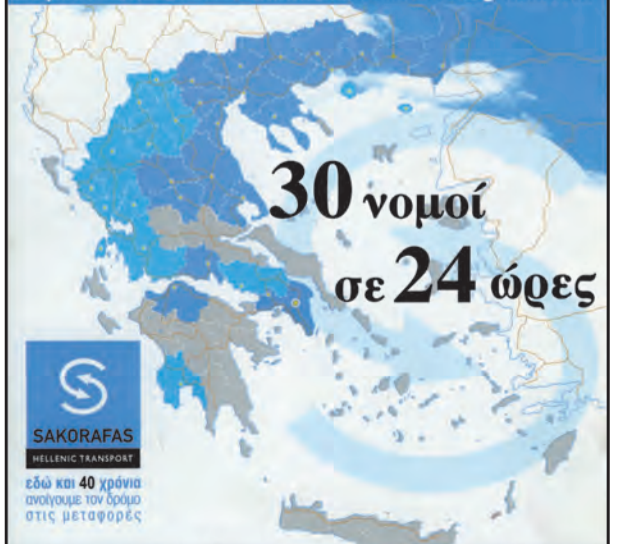 30 νομοί
σε 24 ώρες
SAKORAFAS
HELLENIC TRANSPORT
εδώ και 40 χρόνια
ανοίγουμε τον δρόμο
στις μεταφορές